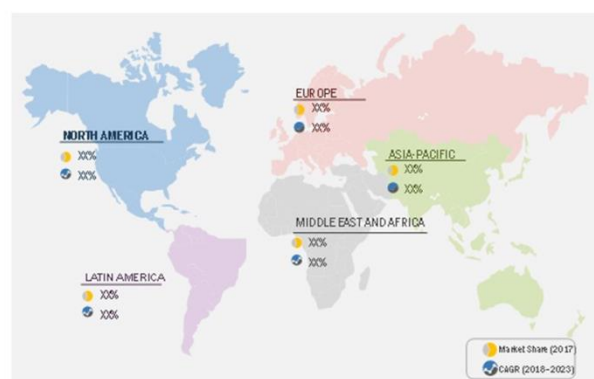 EUROPE
XX%
XX%
NORTH AMERICA
XX%
XX%
ASIA-PACIFIC
XX%
XX%
MIDDLE EAST AND AFRICA
XX%
XX%
LATIN AMERICA
XX%
XX%
Market Share (2017)
CAGR (2018-2023)